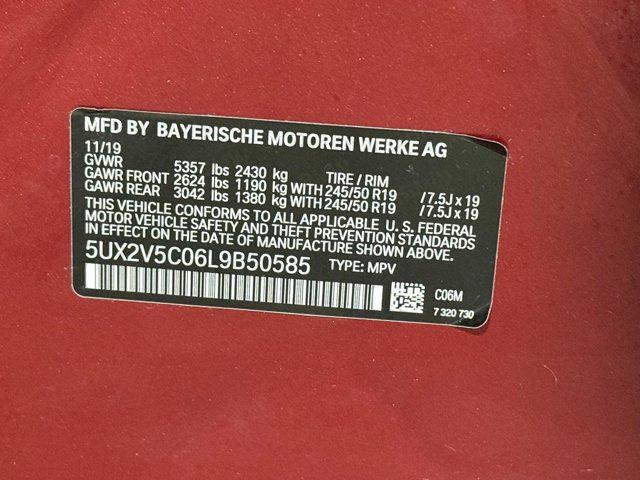 MFD BY BAYERISCHE MOTOREN WERKE AG
11/19
GVWR 5357 lbs 2430 kg TIRE / RIM
GAWR FRONT 2624 lbs 1190 kg WITH 245/50 R19 / 7.5J x 19
GAWR REAR 3042 lbs 1380 kg WITH 245/50 R19 / 7.5J x 19
THIS VEHICLE CONFORMS TO ALL APPLICABLE U. S. FEDERAL
MOTOR VEHICLE SAFETY AND THEFT PREVENTION STANDARDS
IN EFFECT ON THE DATE OF MANUFACTURE SHOWN ABOVE.
5UX2V5C06L9B50585 TYPE: MPV
C06M
7 320 730